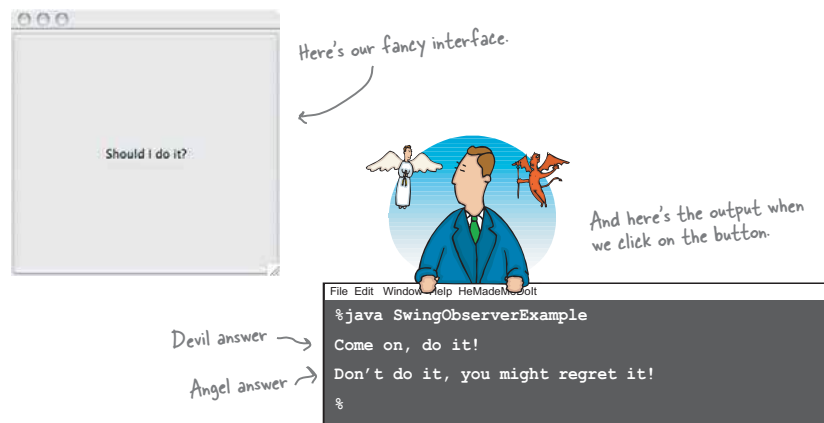 Here's our fancy interface.
Should I do it?
And here's the output when
we click on the button.
File Edit Window Help HeMadeMeDoIt
%java SwingObserverExample
Devil answer
Come on, do it!
Angel answer
Don't do it, you might regret it!
%